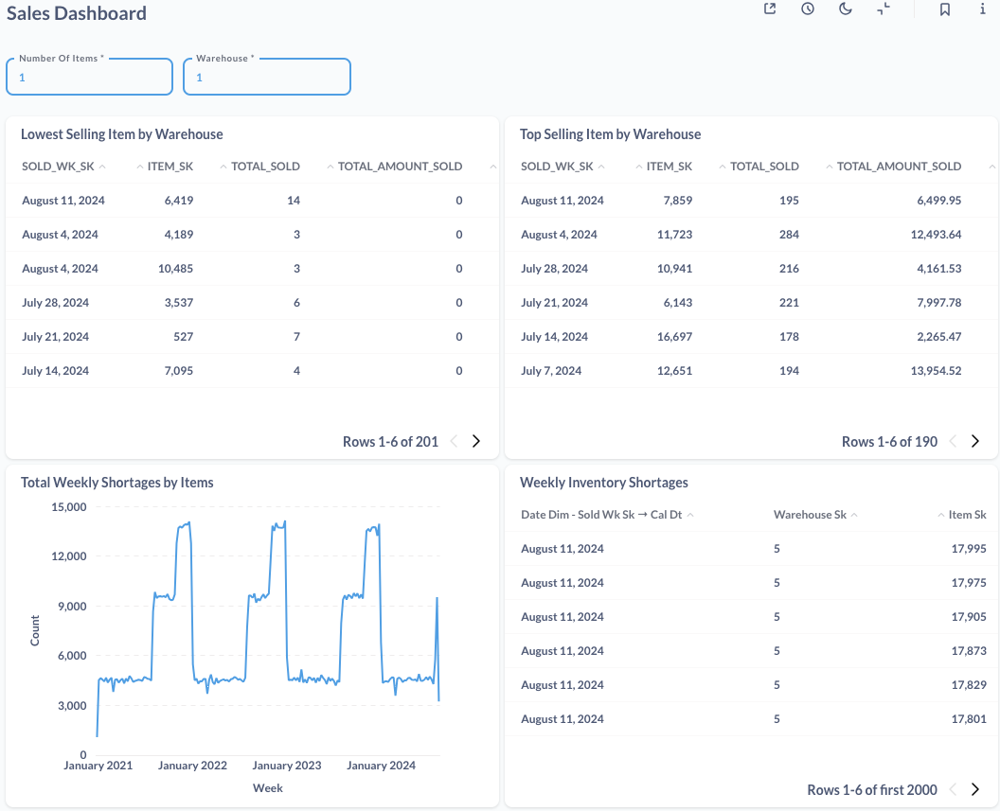 Sales Dashboard
Number Of Items *
1
Warehouse *
1
Lowest Selling Item by Warehouse
SOLD_WK_SK ITEM_SK TOTAL_SOLD TOTAL_AMOUNT_SOLD
August 11, 2024 6,419 14 0
August 4, 2024 4,189 3 0
August 4, 2024 10,485 3 0
July 28, 2024 3,537 6 0
July 21, 2024 527 7 0
July 14, 2024 7,095 4 0
Rows 1-6 of 201
Top Selling Item by Warehouse
SOLD_WK_SK ITEM_SK TOTAL_SOLD TOTAL_AMOUNT_SOLD
August 11, 2024 7,859 195 6,499.95
August 4, 2024 11,723 284 12,493.64
July 28, 2024 10,941 216 4,161.53
July 21, 2024 6,143 221 7,997.78
July 14, 2024 16,697 178 2,265.47
July 7, 2024 12,651 194 13,954.52
Rows 1-6 of 190
Total Weekly Shortages by Items
15,000
12,000
9,000
6,000
3,000
0
Count
January 2021 January 2022 January 2023 January 2024
Week
Weekly Inventory Shortages
Date Dim - Sold Wk Sk → Cal Dt Warehouse Sk Item Sk
August 11, 2024 5 17,995
August 11, 2024 5 17,975
August 11, 2024 5 17,905
August 11, 2024 5 17,873
August 11, 2024 5 17,829
August 11, 2024 5 17,801
Rows 1-6 of first 2000